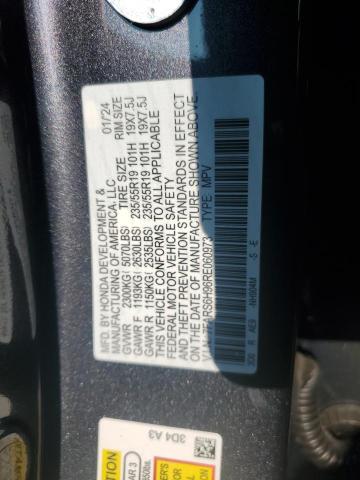 MFD. BY HONDA DEVELOPMENT & 01/24
MANUFACTURING OF AMERICA, LLC
TIRE SIZE RIM SIZE
GVWR 2300KG( 5070LBS)
GAWR F 1193KG( 2630LBS) 235/55R19 101H 19X7.5J
GAWR R 1150KG( 2535LBS) 235/55R19 101H 19X7.5J
THIS VEHICLE CONFORMS TO ALL APPLICABLE
FEDERAL MOTOR VEHICLE SAFETY
AND THEFT PREVENTION STANDARDS IN EFFECT
ON THE DATE OF MANUFACTURE SHOWN ABOVE.
TYPE MPV
-S -E
3D4 A3